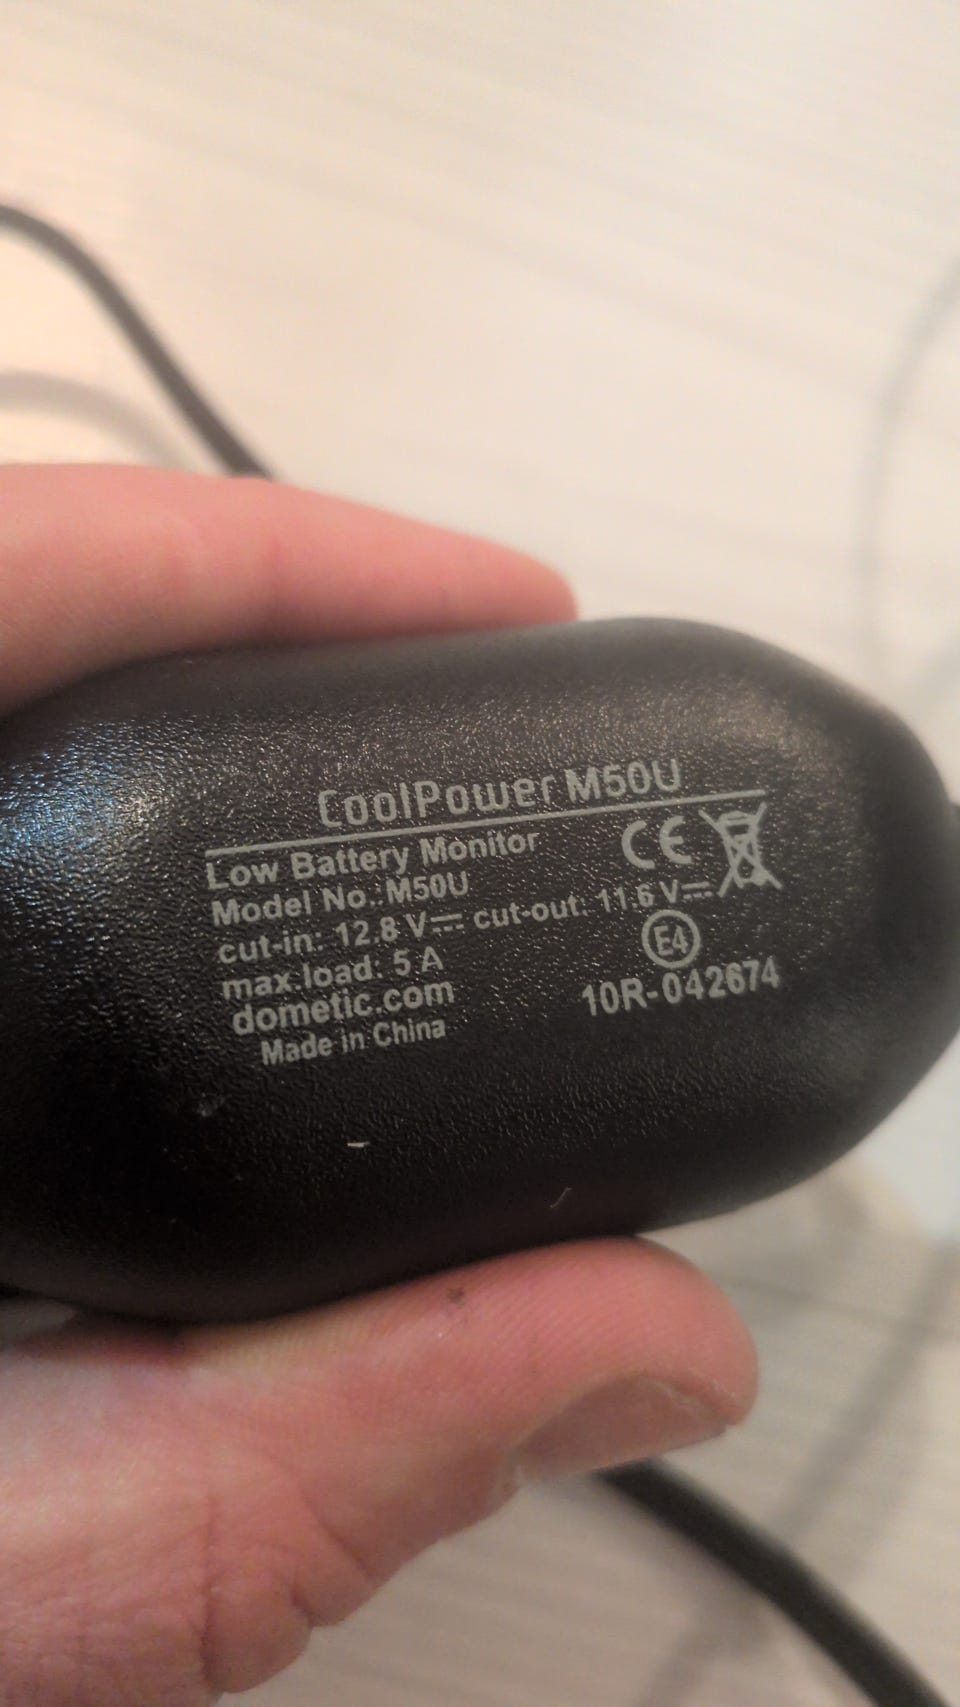 CoolPower M50U
Low Battery Monitor
CE
Model No.:M50U
cut-in: 12.8 V⎓ cut-out: 11.6 V⎓
max.load: 5 A
E4
dometic.com
10R-042674
Made in China